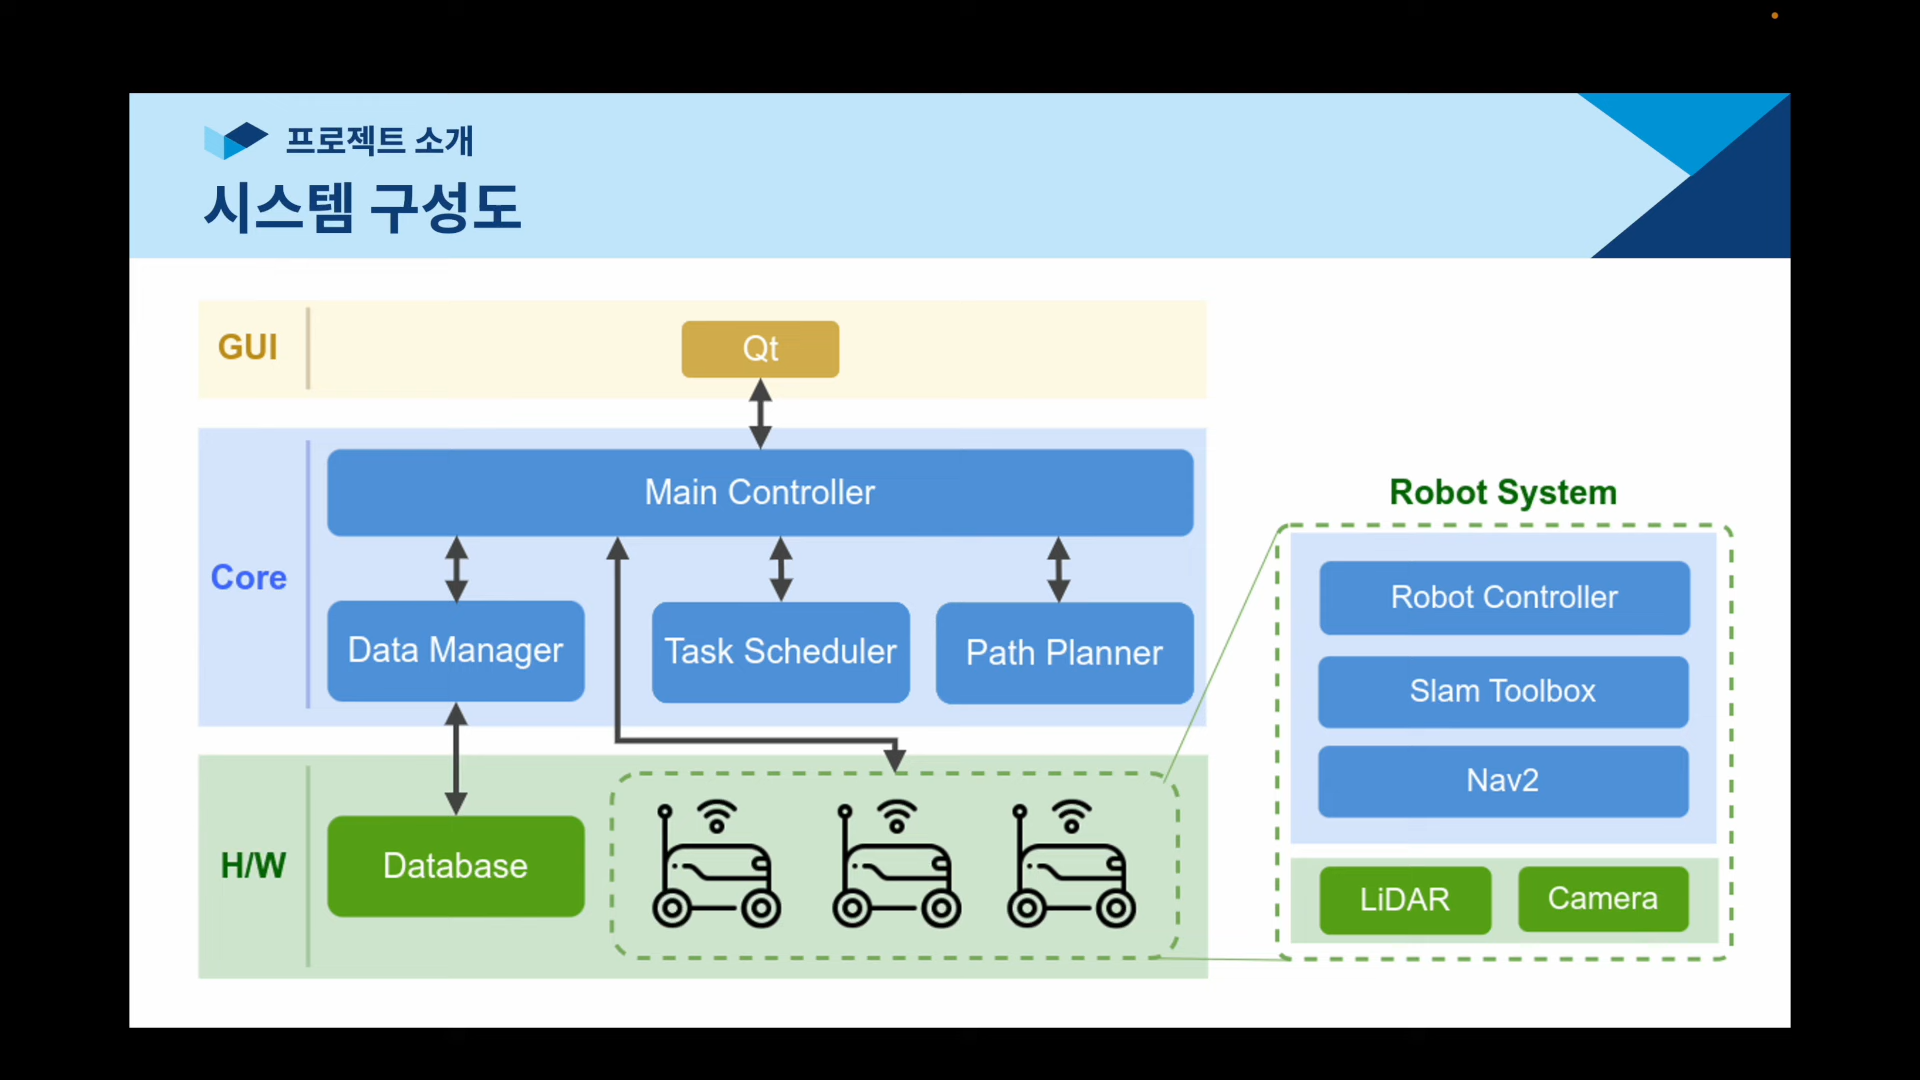 프로젝트 소개
시스템 구성도
GUI
Qt
Core
Main Controller
Data Manager
Task Scheduler
Path Planner
H/W
Database
Robot System
Robot Controller
Slam Toolbox
Nav2
LiDAR
Camera